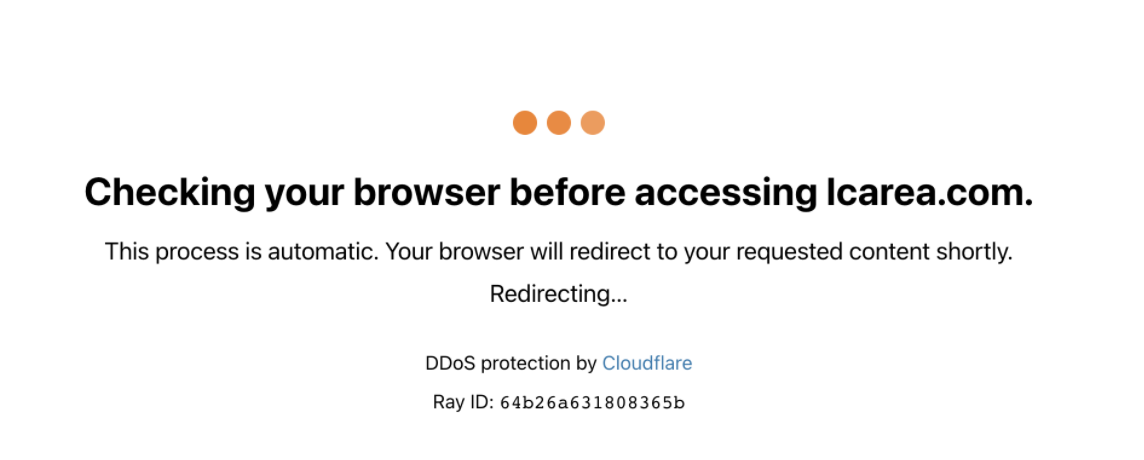 Checking your browser before accessing lcarea.com.
This process is automatic. Your browser will redirect to your requested content shortly.
Redirecting...
DDoS protection by Cloudflare
Ray ID: 64b26a631808365b